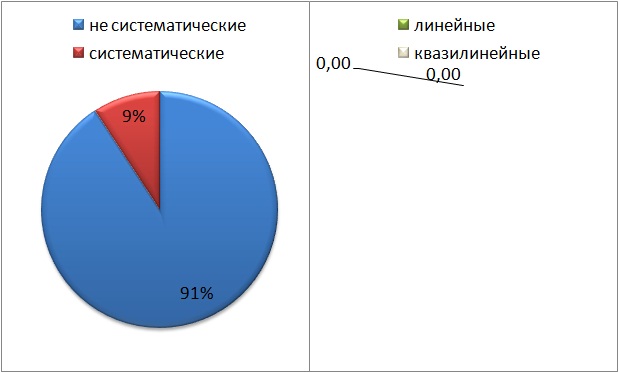 не систематические
систематические
9%
91%
линейные
квазилинейные
0,00
0,00